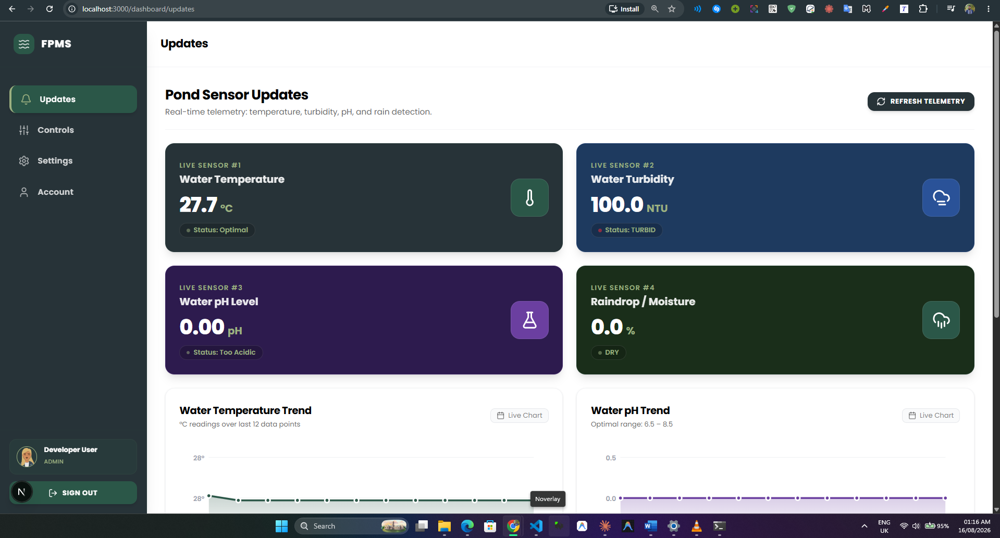 localhost:3000/dashboard/updates
Install
FPMS
Updates
Controls
Settings
Account
Developer User
ADMIN
N
SIGN OUT
Updates
Pond Sensor Updates
Real-time telemetry: temperature, turbidity, pH, and rain detection.
REFRESH TELEMETRY
LIVE SENSOR #1
Water Temperature
27.7 °C
Status: Optimal
LIVE SENSOR #2
Water Turbidity
100.0 NTU
Status: TURBID
LIVE SENSOR #3
Water pH Level
0.00 pH
Status: Too Acidic
LIVE SENSOR #4
Raindrop / Moisture
0.0 %
DRY
Water Temperature Trend
°C readings over last 12 data points
Live Chart
28°
28°
Noverlay
Water pH Trend
Optimal range: 6.5 – 8.5
Live Chart
0.5
0.0
Search
ENG
UK
95%
01:16 AM
16/08/2026